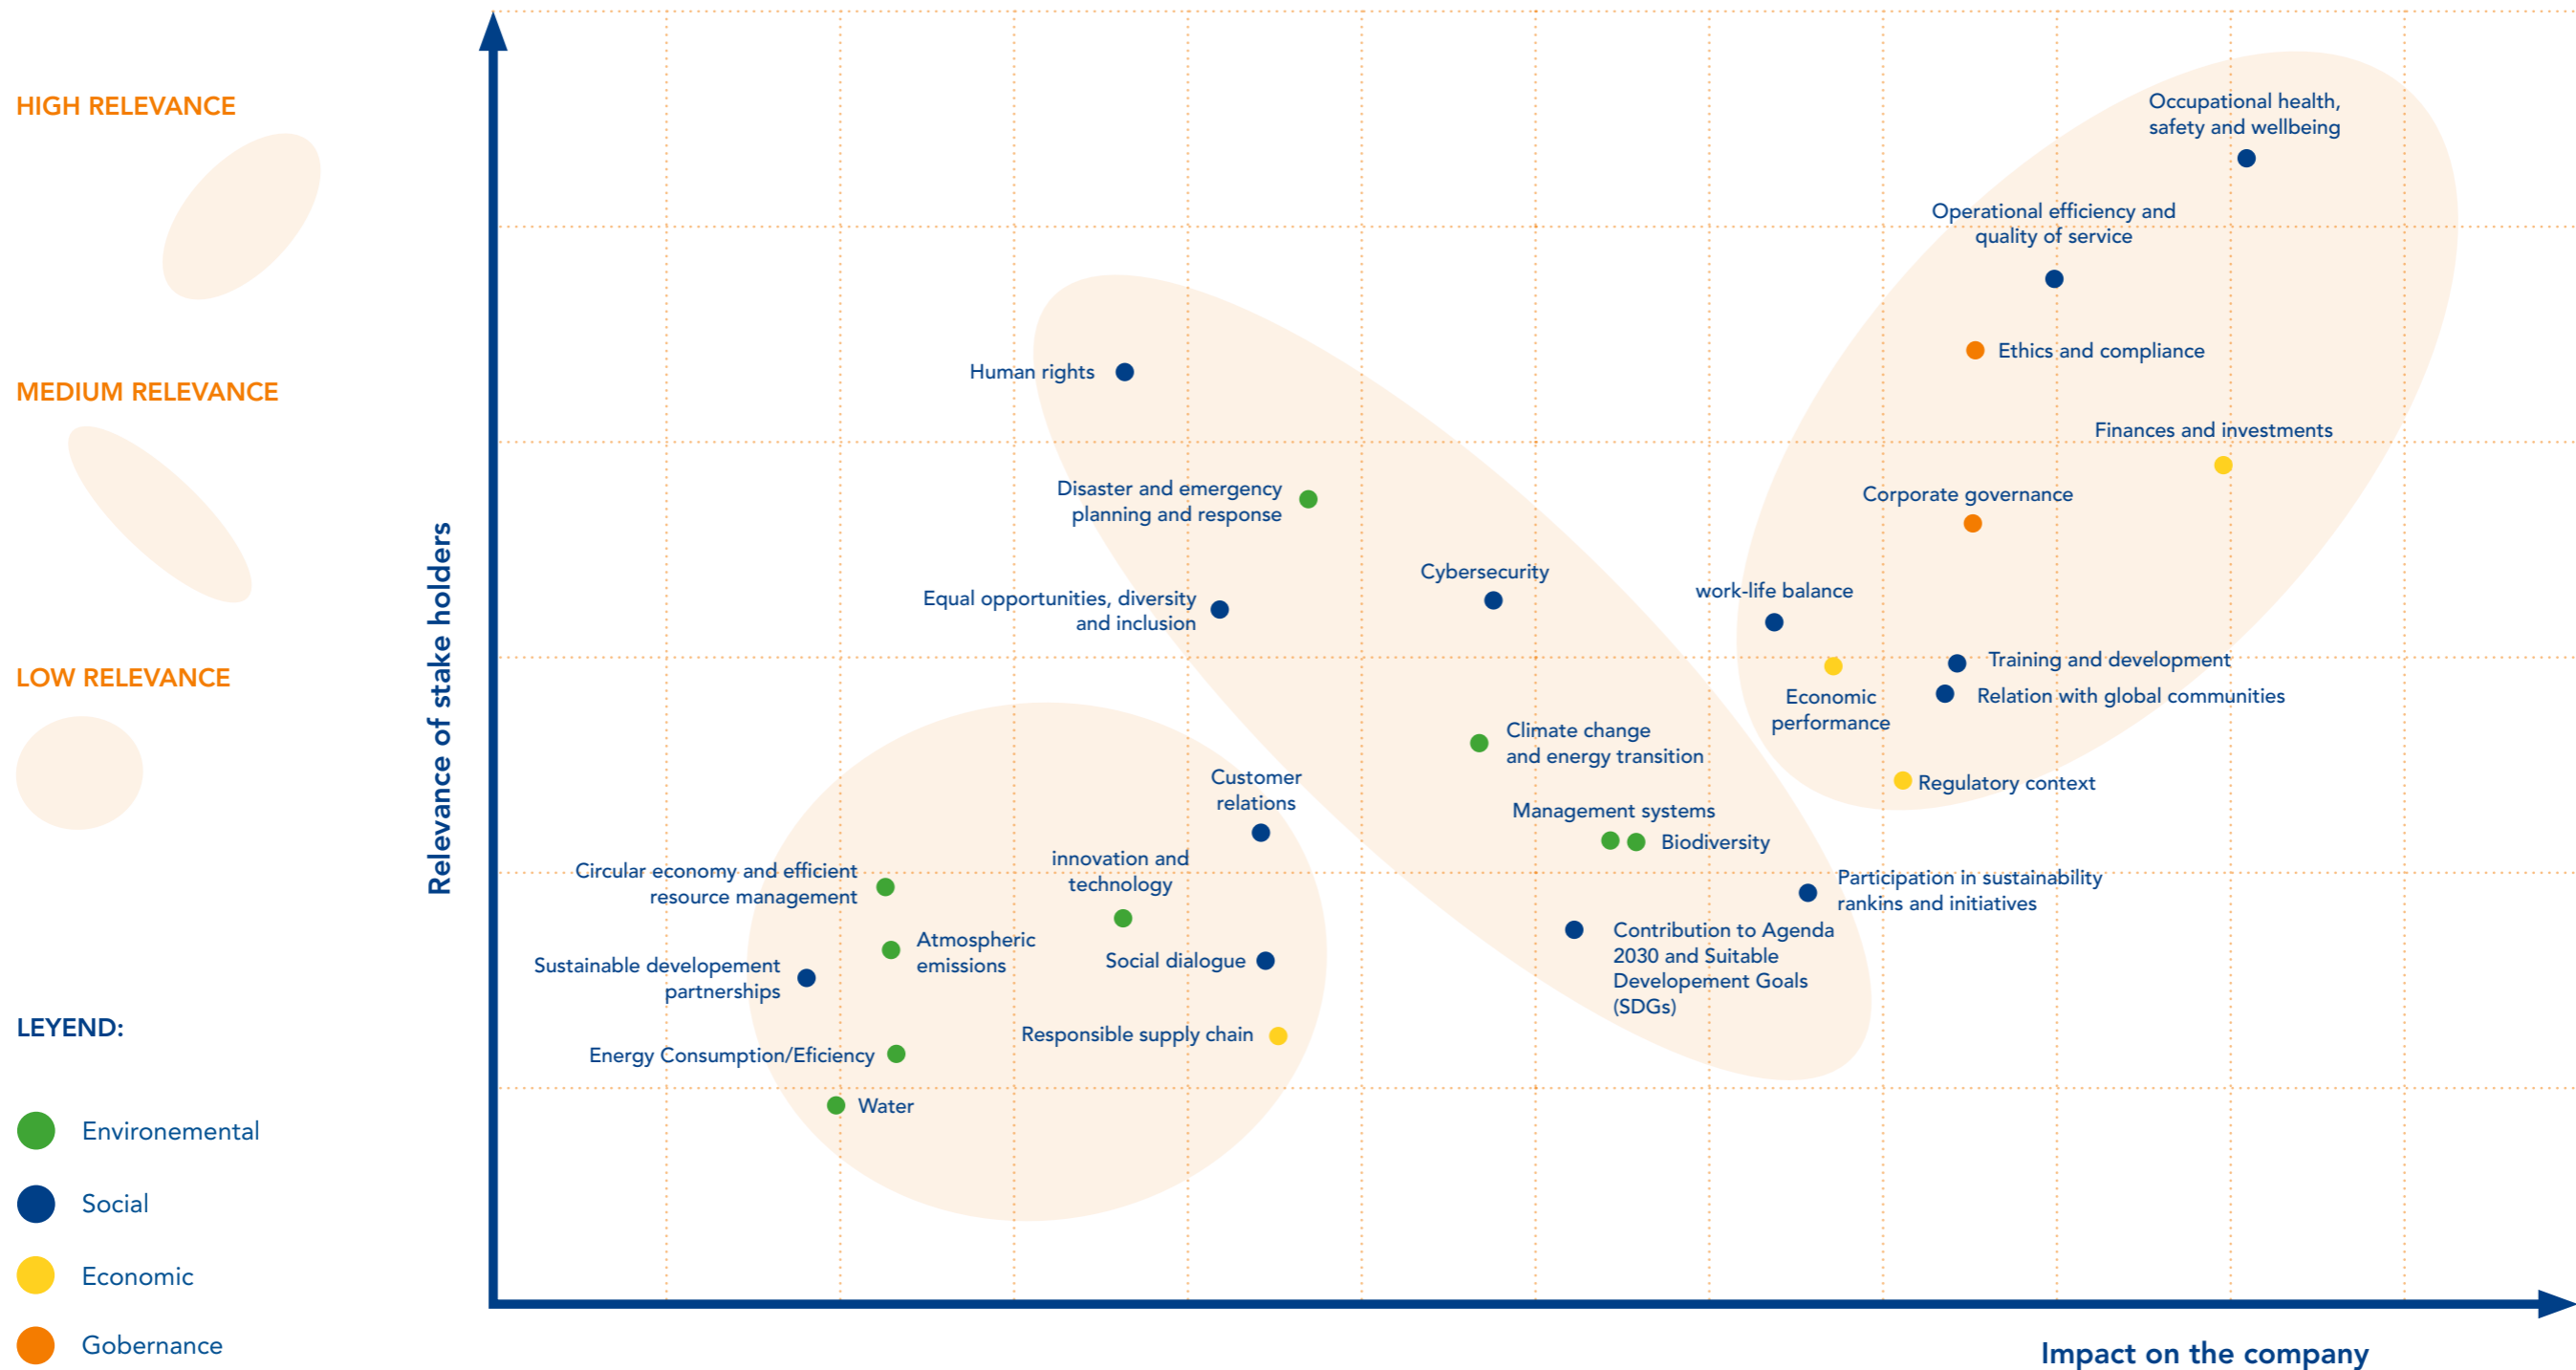 HIGH RELEVANCE
MEDIUM RELEVANCE
LOW RELEVANCE
LEYEND:
Environemental
Social
Economic
Gobernance
Relevance of stake holders
Occupational health,
safety and wellbeing
Operational efficiency and
quality of service
Ethics and compliance
Human rights
Finances and investments
Disaster and emergency
planning and response
Corporate governance
Cybersecurity
work-life balance
Equal opportunities, diversity
and inclusion
Training and development
Relation with global communities
Economic
performance
Climate change
and energy transition
Customer
relations
Regulatory context
Management systems
Biodiversity
innovation and
technology
Circular economy and efficient
resource management
Participation in sustainability
rankins and initiatives
Contribution to Agenda
2030 and Suitable
Developement Goals
(SDGs)
Atmospheric
emissions
Social dialogue
Sustainable developement
partnerships
Responsible supply chain
Energy Consumption/Eficiency
Water
Impact on the company